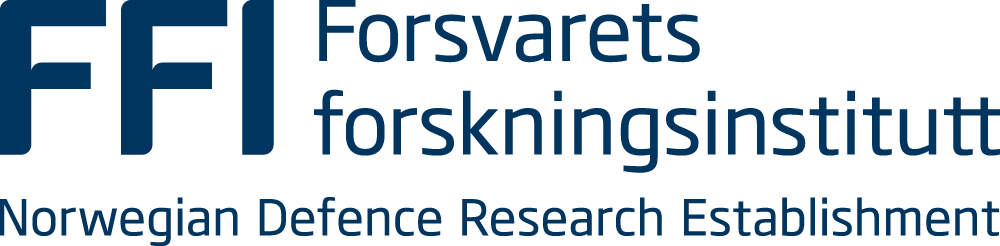 FFI Forsvarets
forskningsinstitutt
Norwegian Defence Research Establishment